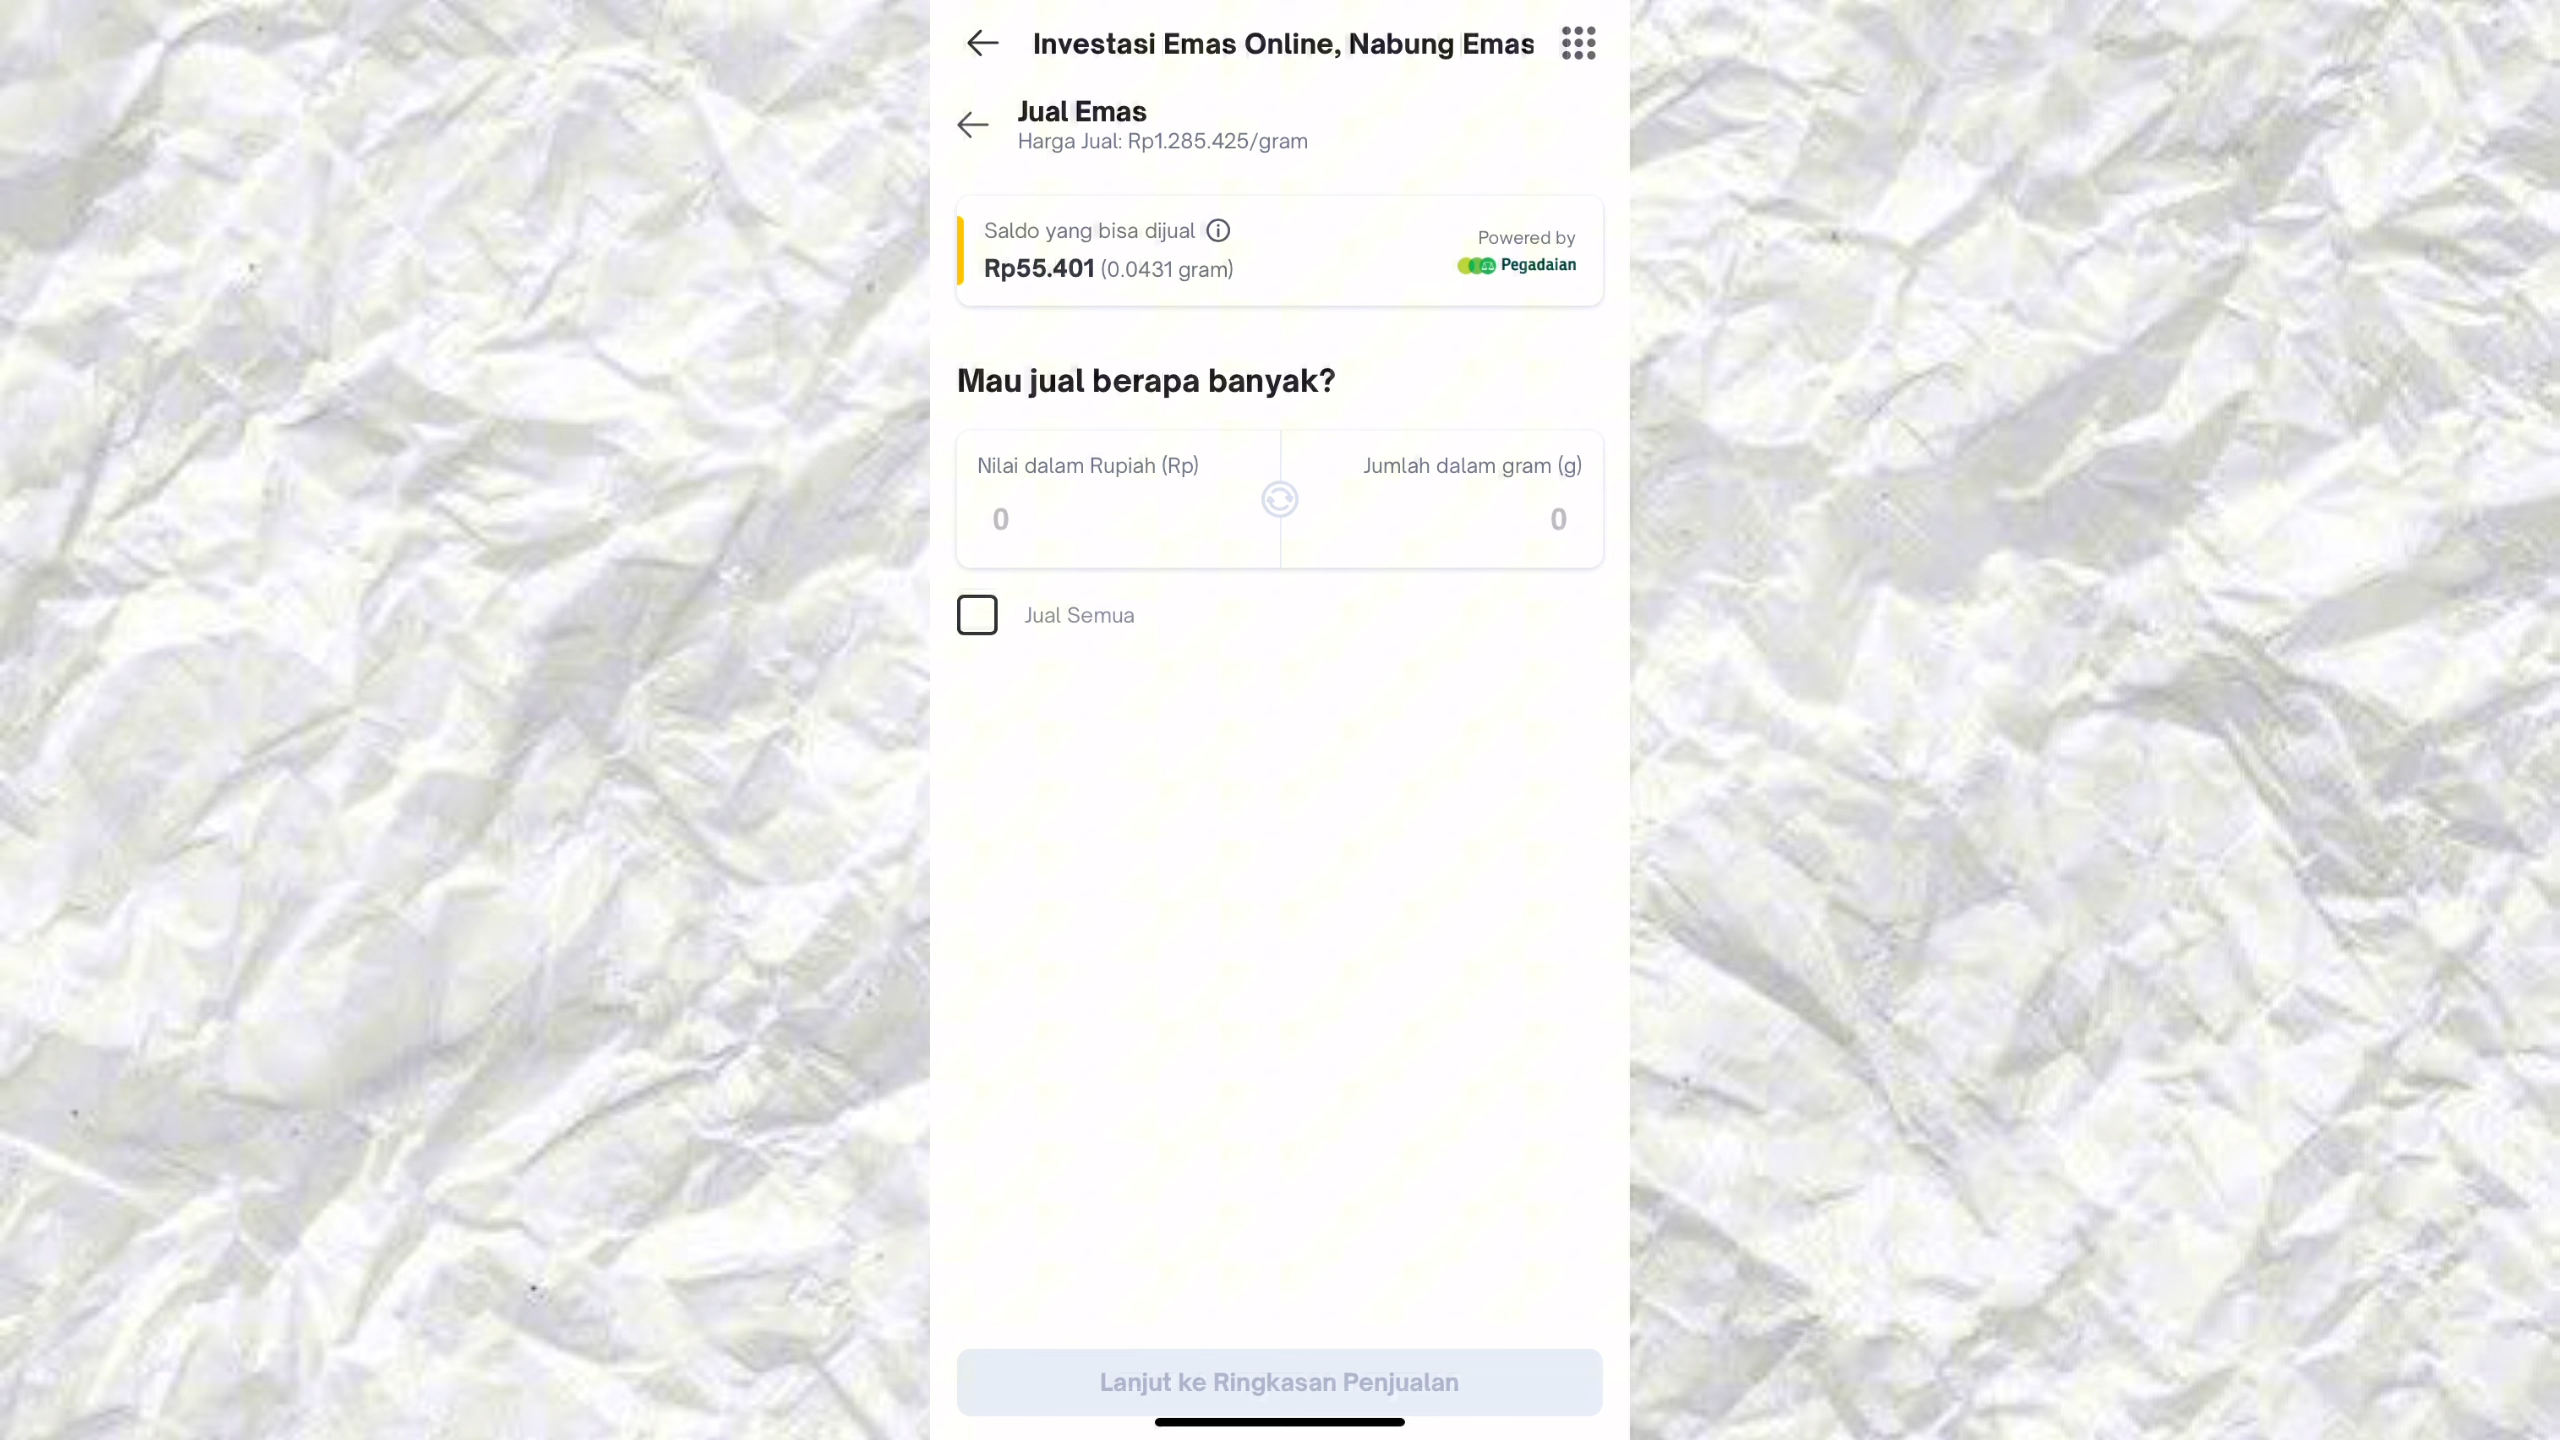 Investasi Emas Online, Nabung Emas
Jual Emas
Harga Jual: Rp1.285.425/gram
Saldo yang bisa dijual
Rp55.401 (0.0431 gram)
Powered by
Pegadaian
Mau jual berapa banyak?
Nilai dalam Rupiah (Rp)
Jumlah dalam gram (g)
0
0
Jual Semua
Lanjut ke Ringkasan Penjualan